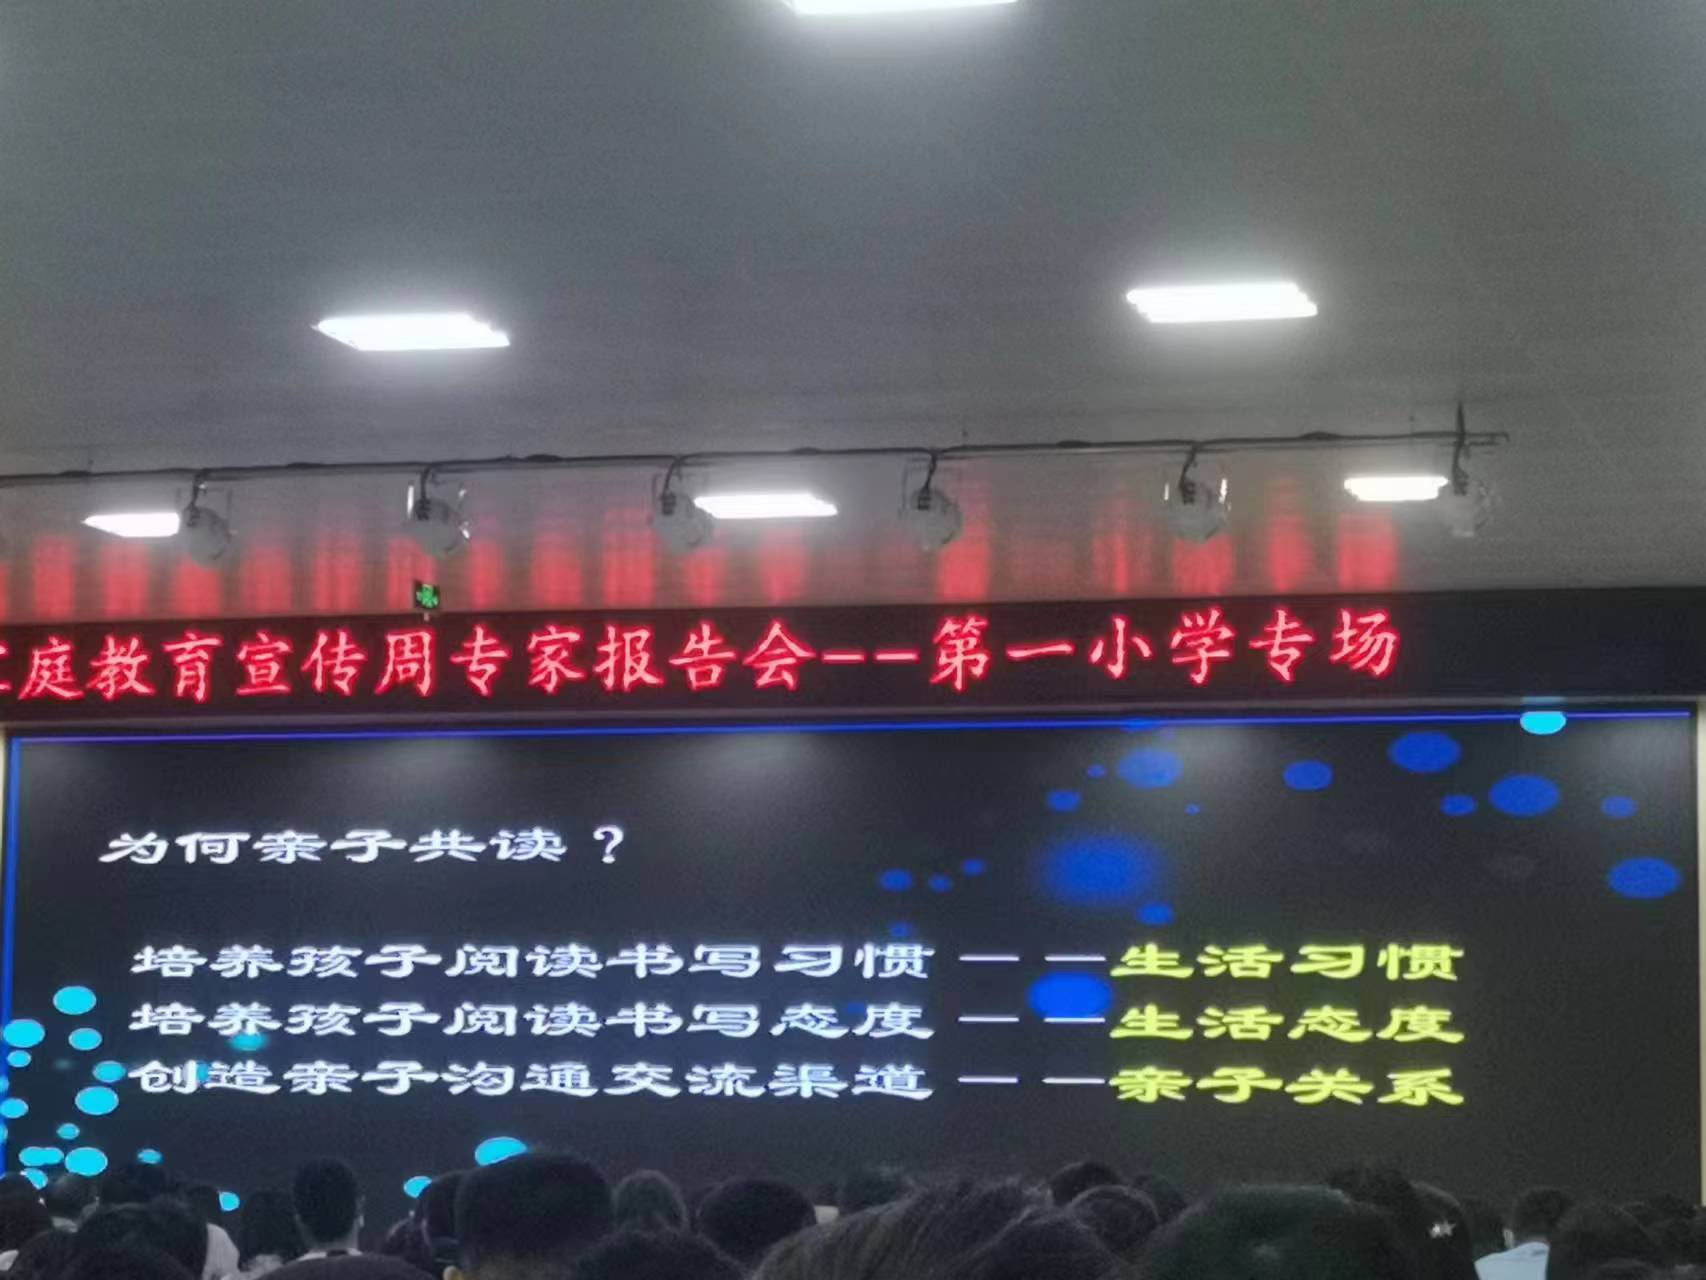 庭教育宣传周专家报告会--第一小学专场
为何亲子共读？
培养孩子阅读书写习惯——生活习惯
培养孩子阅读书写态度——生活态度
创造亲子沟通交流渠道——亲子关系